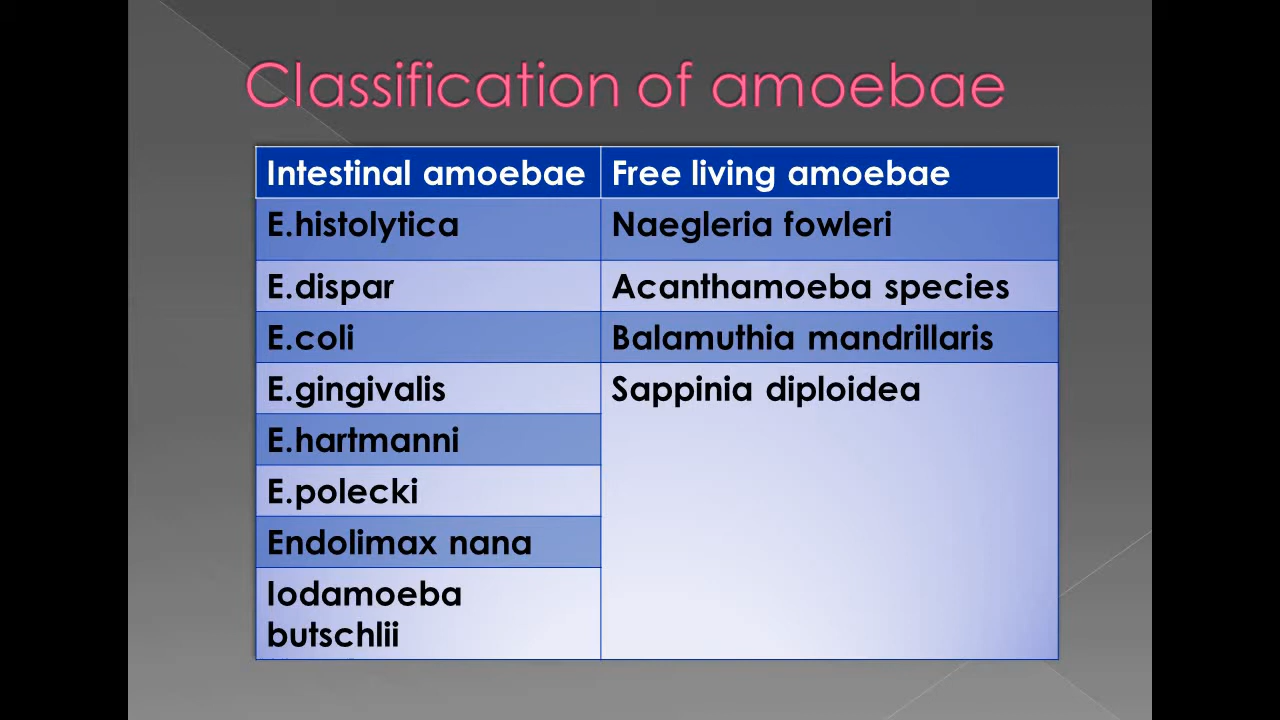 Classification of amoebae
Intestinal amoebae Free living amoebae
E.histolytica Naegleria fowleri
E.dispar Acanthamoeba species
E.coli Balamuthia mandrillaris
E.gingivalis Sappinia diploidea
E.hartmanni
E.polecki
Endolimax nana
Iodamoeba
butschlii